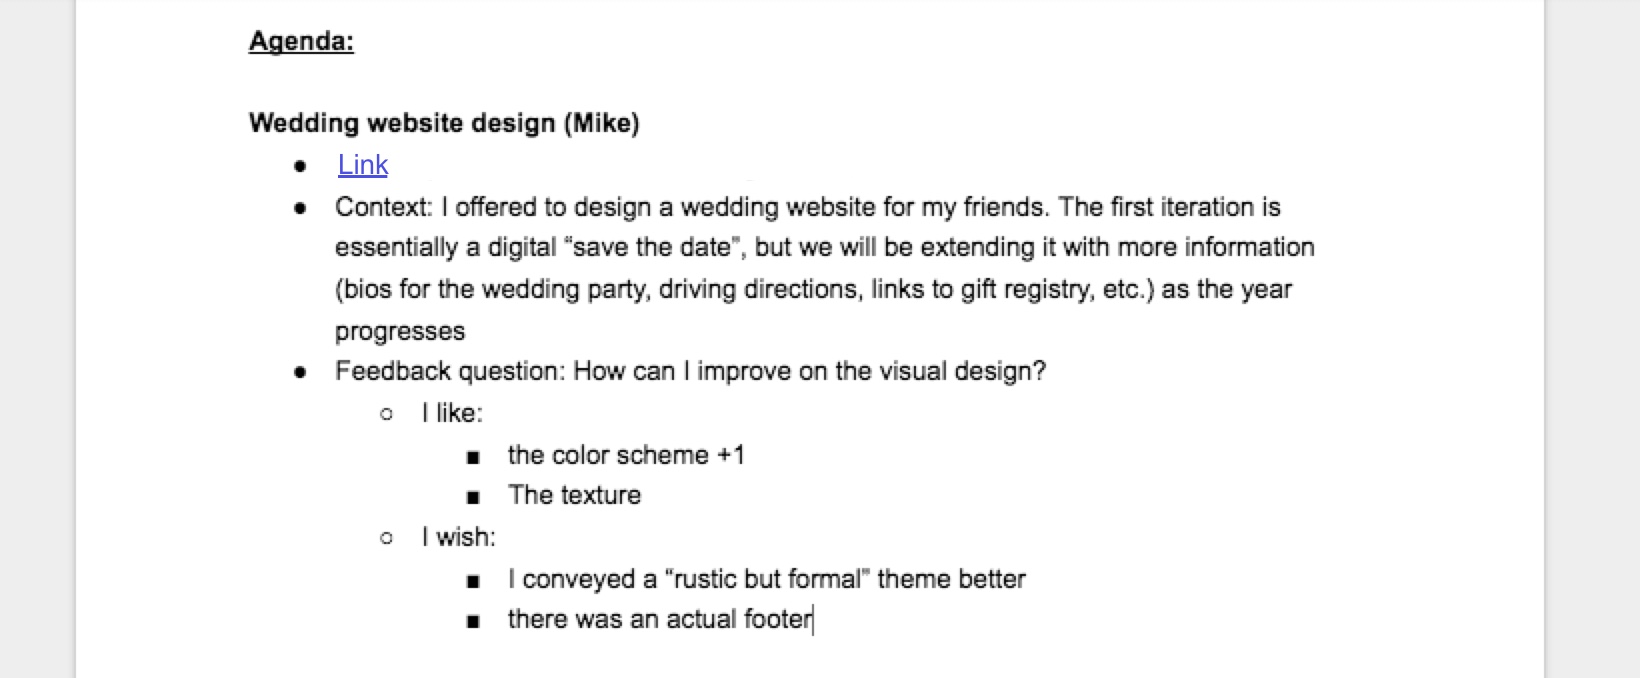 Agenda:
Wedding website design (Mike)
● Link
● Context: I offered to design a wedding website for my friends. The first iteration is
essentially a digital “save the date”, but we will be extending it with more information
(bios for the wedding party, driving directions, links to gift registry, etc.) as the year
progresses
● Feedback question: How can I improve on the visual design?
○ I like:
■ the color scheme +1
■ The texture
○ I wish:
■ I conveyed a “rustic but formal” theme better
■ there was an actual footer